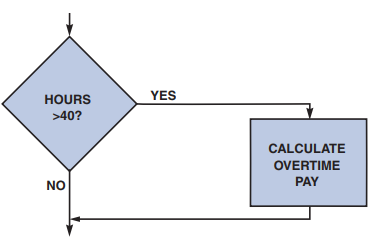 HOURS
>40?
YES
CALCULATE
OVERTIME
PAY
NO